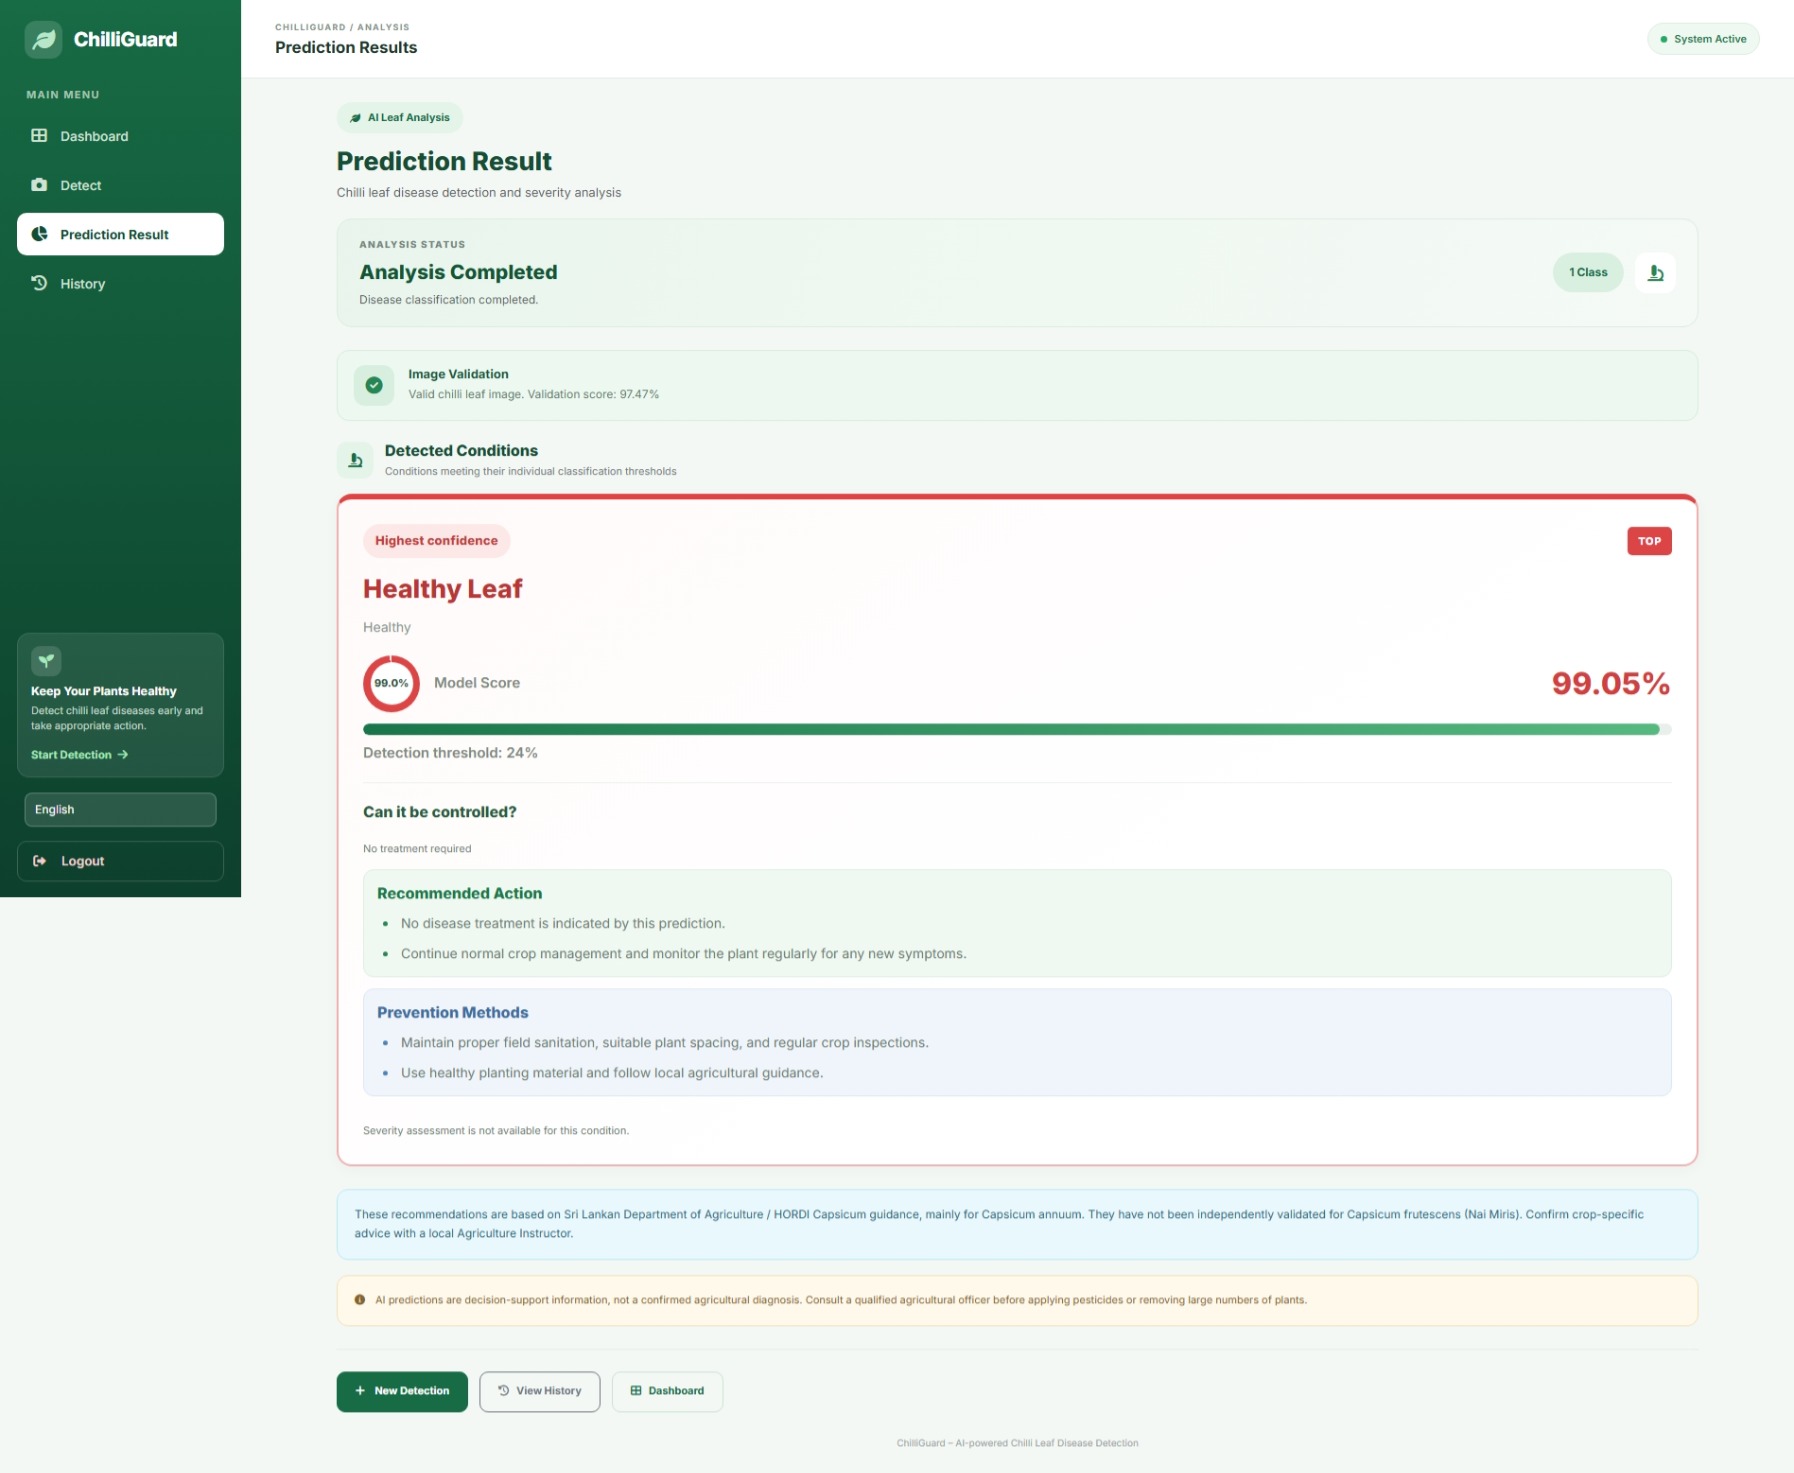 ChilliGuard
MAIN MENU
Dashboard
Detect
Prediction Result
History
Keep Your Plants Healthy
Detect chilli leaf diseases early and
take appropriate action.
Start Detection →
English
Logout
CHILLIGUARD / ANALYSIS
Prediction Results
System Active
AI Leaf Analysis
Prediction Result
Chilli leaf disease detection and severity analysis
ANALYSIS STATUS
Analysis Completed
Disease classification completed.
1 Class
Image Validation
Valid chilli leaf image. Validation score: 97.47%
Detected Conditions
Conditions meeting their individual classification thresholds
Highest confidence
TOP
Healthy Leaf
Healthy
99.0%
Model Score
99.05%
Detection threshold: 24%
Can it be controlled?
No treatment required
Recommended Action
• No disease treatment is indicated by this prediction.
• Continue normal crop management and monitor the plant regularly for any new symptoms.
Prevention Methods
• Maintain proper field sanitation, suitable plant spacing, and regular crop inspections.
• Use healthy planting material and follow local agricultural guidance.
Severity assessment is not available for this condition.
These recommendations are based on Sri Lankan Department of Agriculture / HORDI Capsicum guidance, mainly for Capsicum annuum. They have not been independently validated for Capsicum frutescens (Nai Miris). Confirm crop-specific
advice with a local Agriculture Instructor.
AI predictions are decision-support information, not a confirmed agricultural diagnosis. Consult a qualified agricultural officer before applying pesticides or removing large numbers of plants.
+ New Detection
View History
Dashboard
ChilliGuard – AI-powered Chilli Leaf Disease Detection